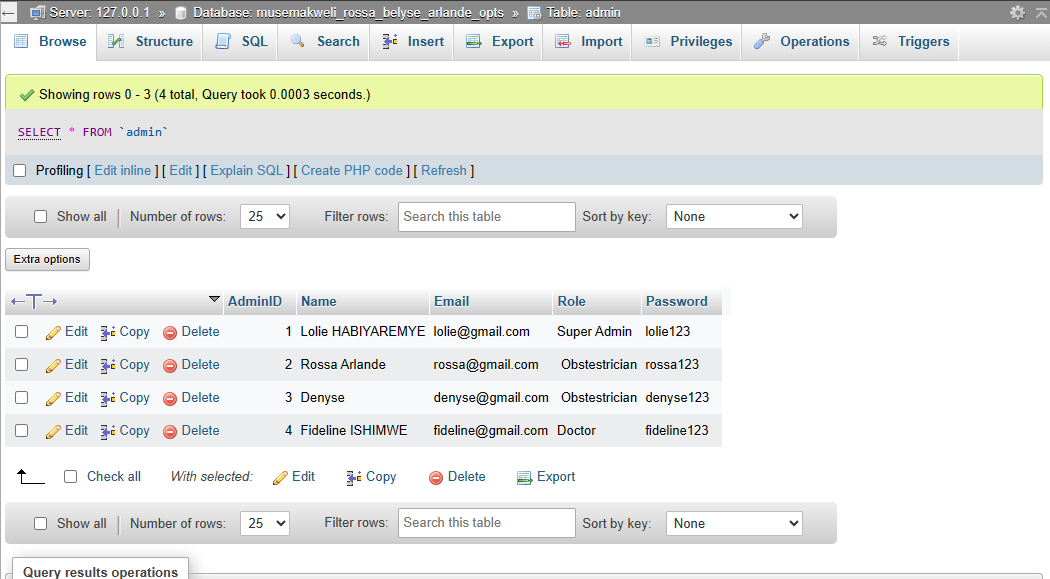 Server: 127.0.0.1 » Database: musemakweli_rossa_belyse_arlande_opts » Table: admin
Browse Structure SQL Search Insert Export Import Privileges Operations Triggers
Showing rows 0 - 3 (4 total, Query took 0.0003 seconds.)
SELECT * FROM `admin`
Profiling [ Edit inline ] [ Edit ] [ Explain SQL ] [ Create PHP code ] [ Refresh ]
Show all | Number of rows: 25 Filter rows: Search this table Sort by key: None
Extra options
←T→ AdminID Name Email Role Password
Edit Copy Delete 1 Lolie HABIYAREMYE lolie@gmail.com Super Admin lolie123
Edit Copy Delete 2 Rossa Arlande rossa@gmail.com Obstestrician rossa123
Edit Copy Delete 3 Denyse denyse@gmail.com Obstestrician denyse123
Edit Copy Delete 4 Fideline ISHIMWE fideline@gmail.com Doctor fideline123
Check all With selected: Edit Copy Delete Export
Show all | Number of rows: 25 Filter rows: Search this table Sort by key: None
Query results operations